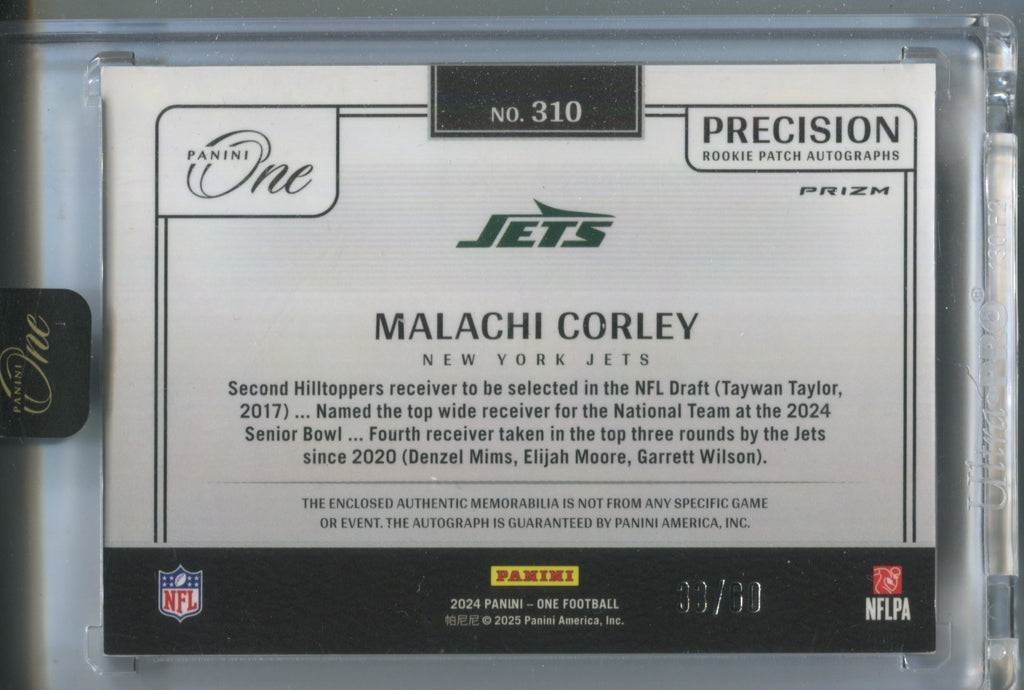 NO. 310
PANINI One
PRECISION
ROOKIE PATCH AUTOGRAPHS
PRIZM
JETS
MALACHI CORLEY
NEW YORK JETS
Second Hilltoppers receiver to be selected in the NFL Draft (Taywan Taylor,
2017) ... Named the top wide receiver for the National Team at the 2024
Senior Bowl ... Fourth receiver taken in the top three rounds by the Jets
since 2020 (Denzel Mims, Elijah Moore, Garrett Wilson).
THE ENCLOSED AUTHENTIC MEMORABILIA IS NOT FROM ANY SPECIFIC GAME
OR EVENT. THE AUTOGRAPH IS GUARANTEED BY PANINI AMERICA, INC.
NFL
PANINI
2024 PANINI – ONE FOOTBALL
帕尼尼 © 2025 Panini America, Inc.
NFLPA
PANINI One